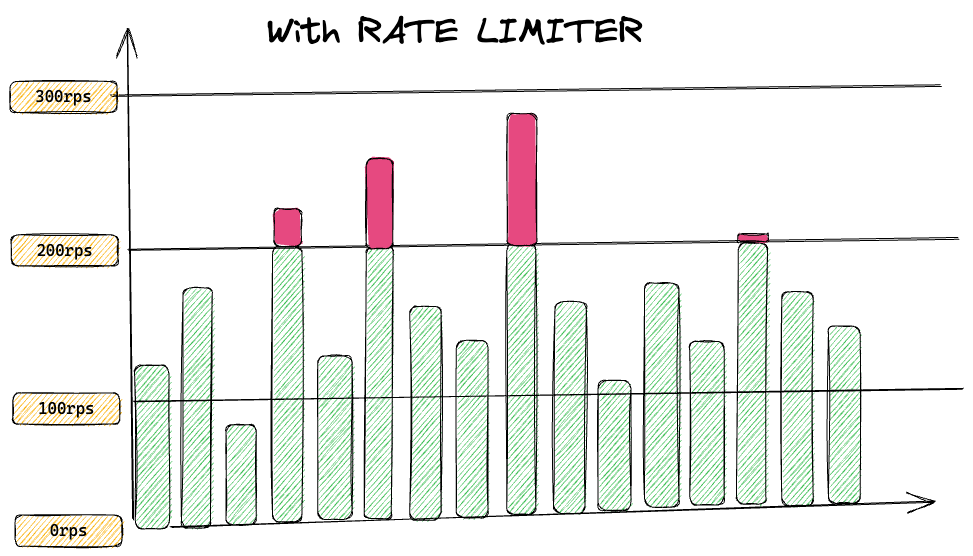 With RATE LIMITER
300rps
200rps
100rps
0rps